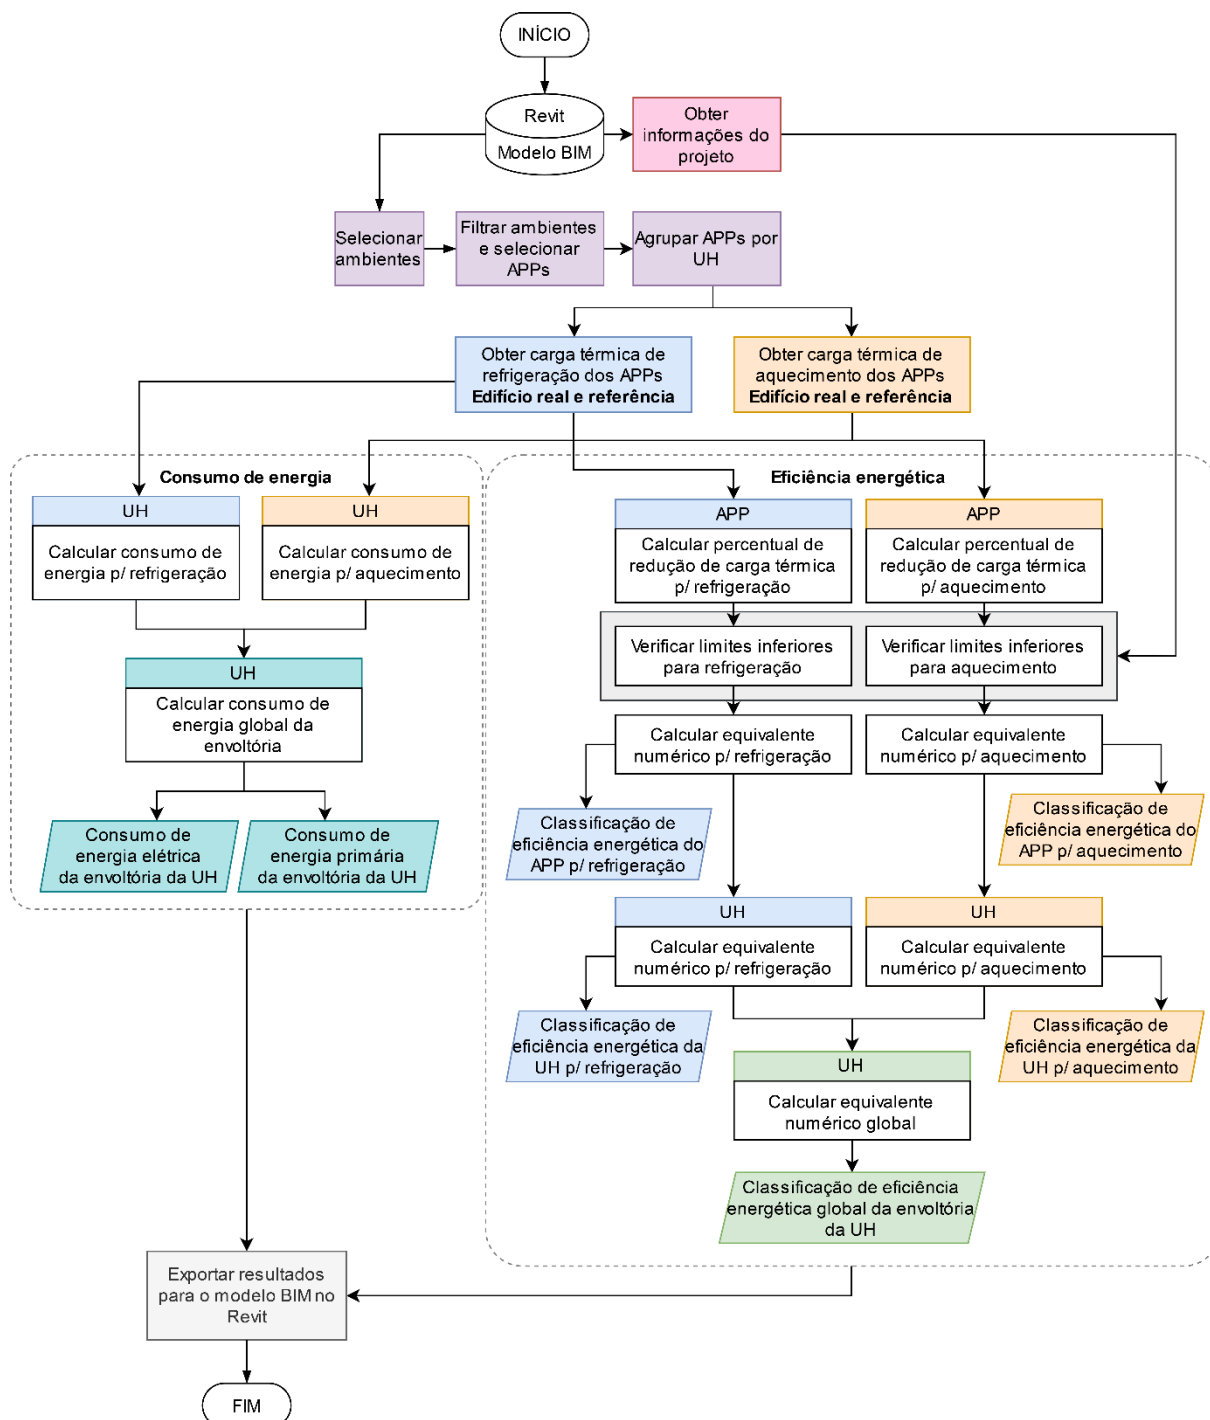 INÍCIO
Revit
Modelo BIM
Obter
informações do
projeto
Selecionar
ambientes
Filtrar ambientes
e selecionar
APPs
Agrupar APPs por
UH
Obter carga térmica de
refrigeração dos APPs
Edifício real e referência
Obter carga térmica de
aquecimento dos APPs
Edifício real e referência
Consumo de energia
UH
Calcular consumo de
energia p/ refrigeração
UH
Calcular consumo de
energia p/ aquecimento
UH
Calcular consumo de
energia global da
envoltória
Consumo de
energia elétrica
da envoltória da UH
Consumo de
energia primária
da envoltória da UH
Eficiência energética
APP
Calcular percentual de
redução de carga térmica
p/ refrigeração
APP
Calcular percentual de
redução de carga térmica
p/ aquecimento
Verificar limites inferiores
para refrigeração
Verificar limites inferiores
para aquecimento
Calcular equivalente
numérico p/ refrigeração
Calcular equivalente
numérico p/ aquecimento
Classificação de
eficiência energética do
APP p/ refrigeração
Classificação de
eficiência energética do
APP p/ aquecimento
UH
Calcular equivalente
numérico p/ refrigeração
UH
Calcular equivalente
numérico p/ aquecimento
Classificação de
eficiência energética da
UH p/ refrigeração
Classificação de
eficiência energética da
UH p/ aquecimento
UH
Calcular equivalente
numérico global
Classificação de eficiência
energética global da envoltória
da UH
Exportar resultados
para o modelo BIM no
Revit
FIM